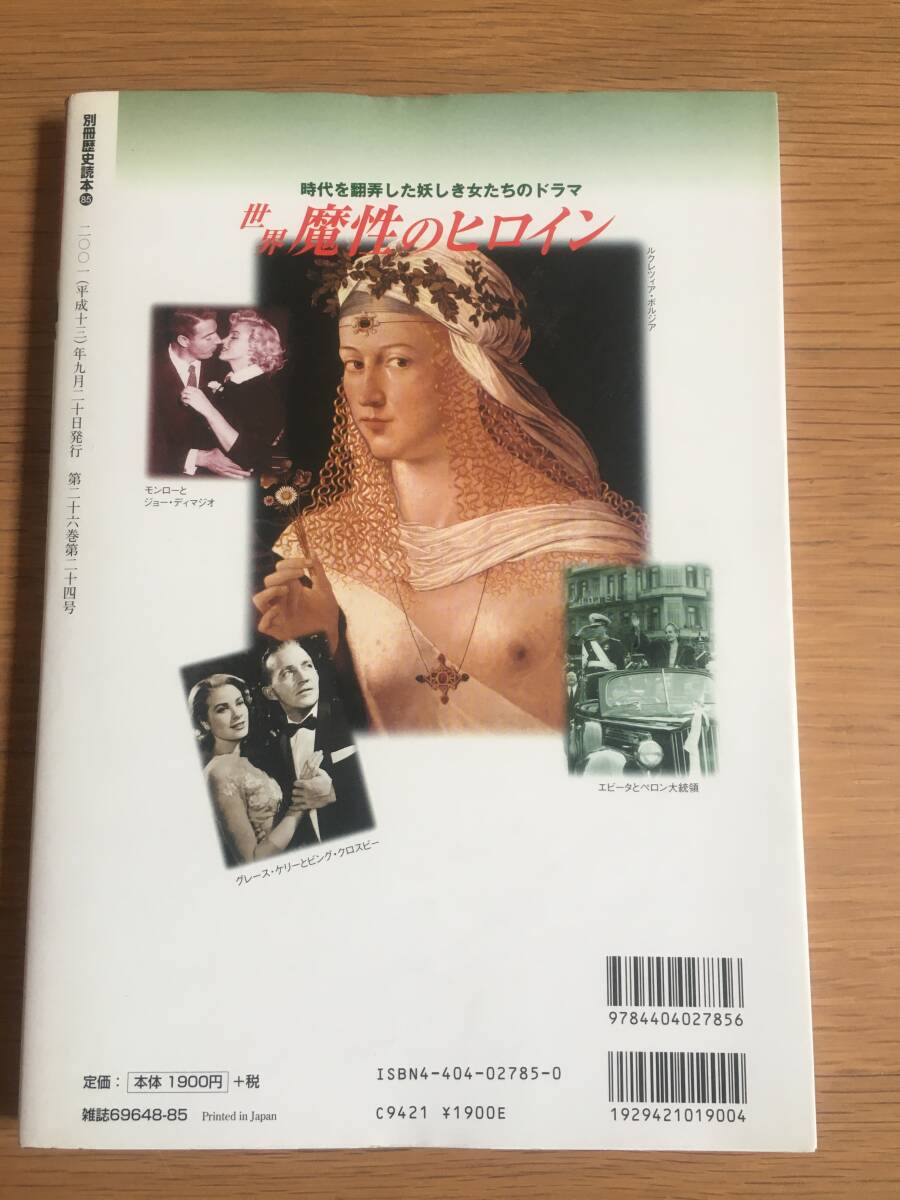 別冊歴史読本85
二〇〇一(平成十三)年九月二十日発行 第二十六巻第二十四号
時代を翻弄した妖しき女たちのドラマ
世界 魔性のヒロイン
ルクレツィア・ボルジア
モンローと
ジョー・ディマジオ
エビータとペロン大統領
グレース・ケリーとビング・クロスビー
9784404027856
定価：本体 1900円+税
ISBN4-404-02785-0
雑誌69648-85 Printed in Japan
C9421 ¥1900E
1929421019004